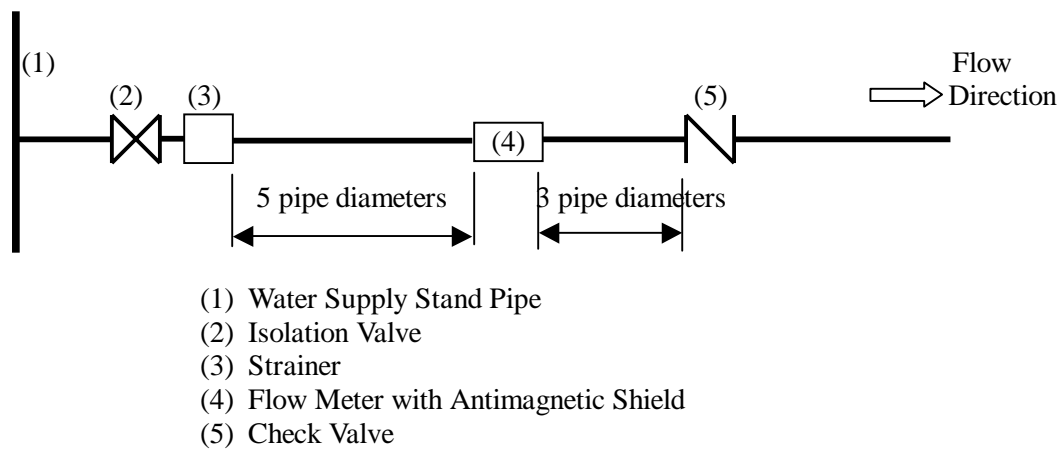 (1)
(2)
(3)
(4)
(5)
Flow
Direction
5 pipe diameters
3 pipe diameters
(1) Water Supply Stand Pipe
(2) Isolation Valve
(3) Strainer
(4) Flow Meter with Antimagnetic Shield
(5) Check Valve